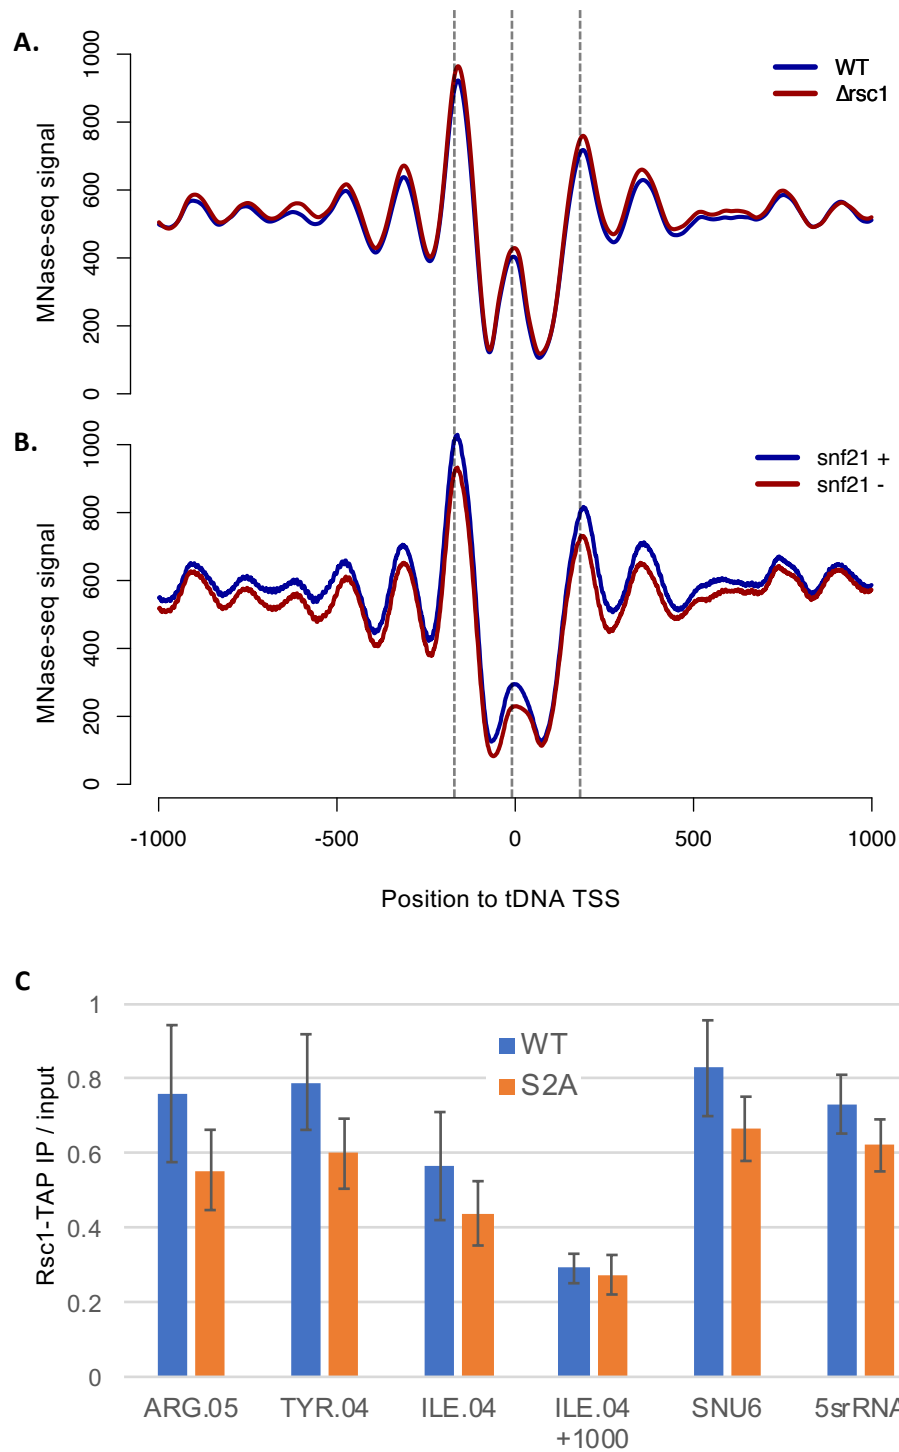 A.
1000
800
600
400
200
0
MNase-seq signal
WT
Δrsc1
B.
1000
800
600
400
200
0
MNase-seq signal
snf21 +
snf21 -
-1000 -500 0 500 1000
Position to tDNA TSS
C
1
0.8
0.6
0.4
0.2
0
Rsc1-TAP IP / input
WT
S2A
ARG.05 TYR.04 ILE.04 ILE.04 SNU6 5srRNA
+1000